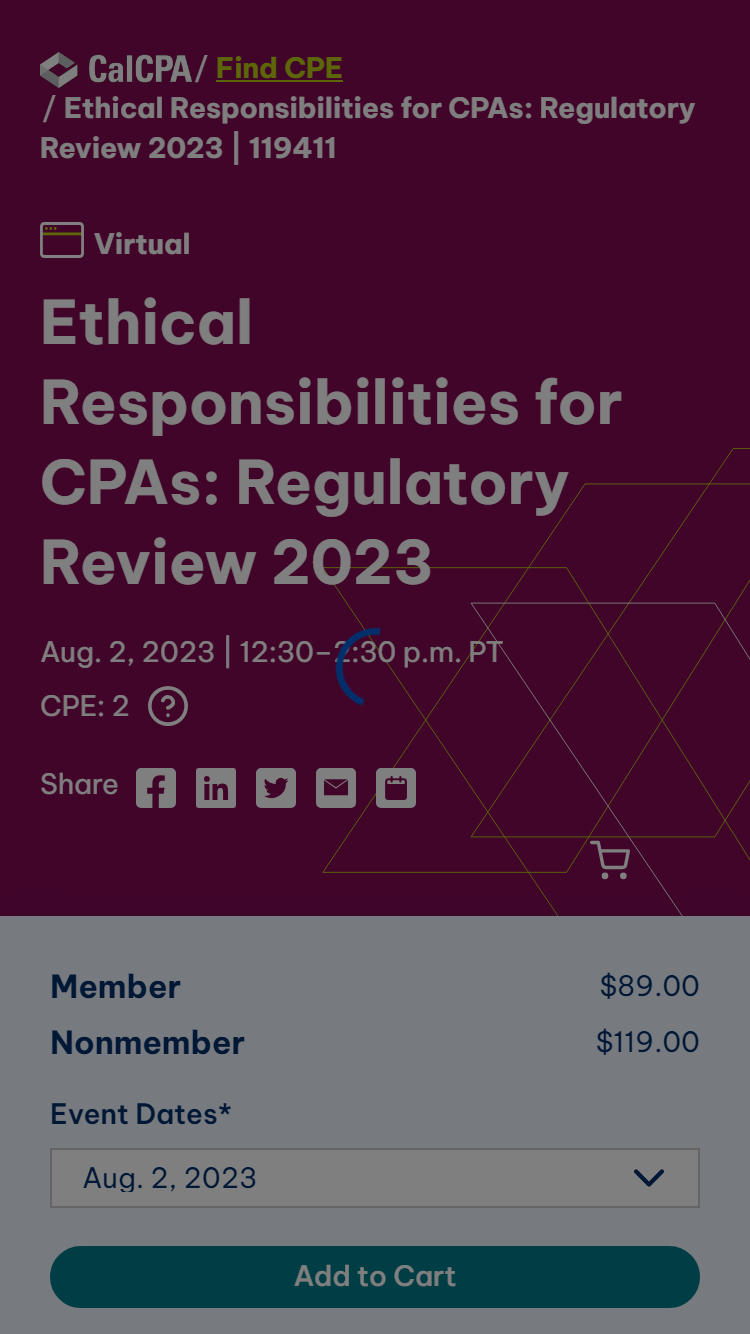 CalCPA / Find CPE
/ Ethical Responsibilities for CPAs: Regulatory
Review 2023 | 119411
Virtual
Ethical
Responsibilities for
CPAs: Regulatory
Review 2023
Aug. 2, 2023 | 12:30–2:30 p.m. PT
CPE: 2 ?
Share
Member $89.00
Nonmember $119.00
Event Dates*
Aug. 2, 2023
Add to Cart